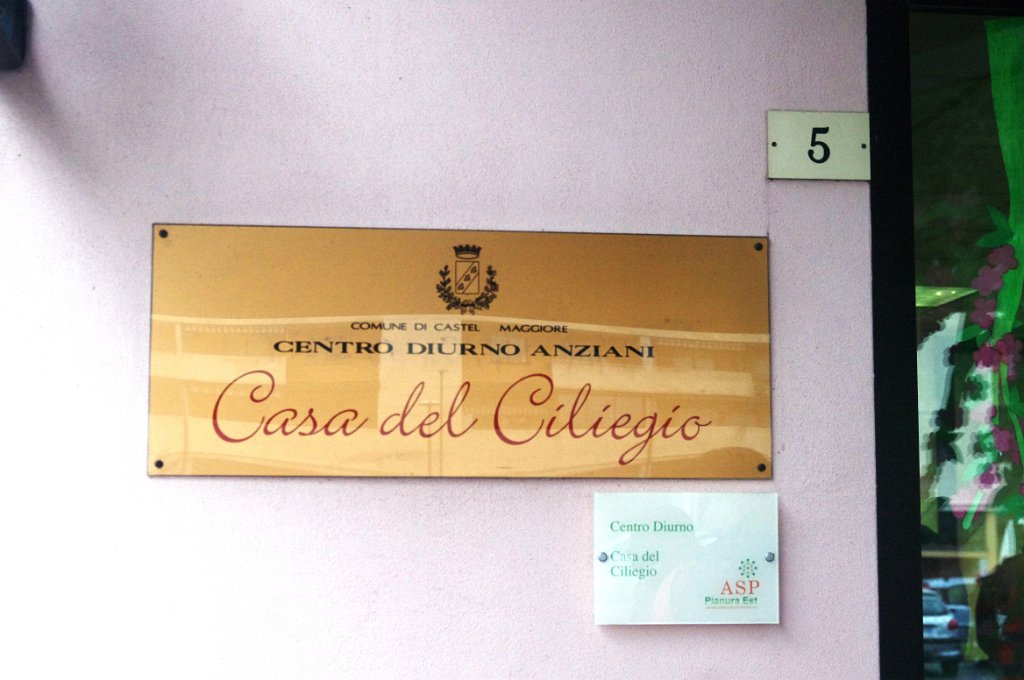 5
COMUNE DI CASTEL MAGGIORE
CENTRO DIURNO ANZIANI
Casa del Ciliegio
Centro Diurno
Casa del
Ciliegio
ASP
Pianura Est